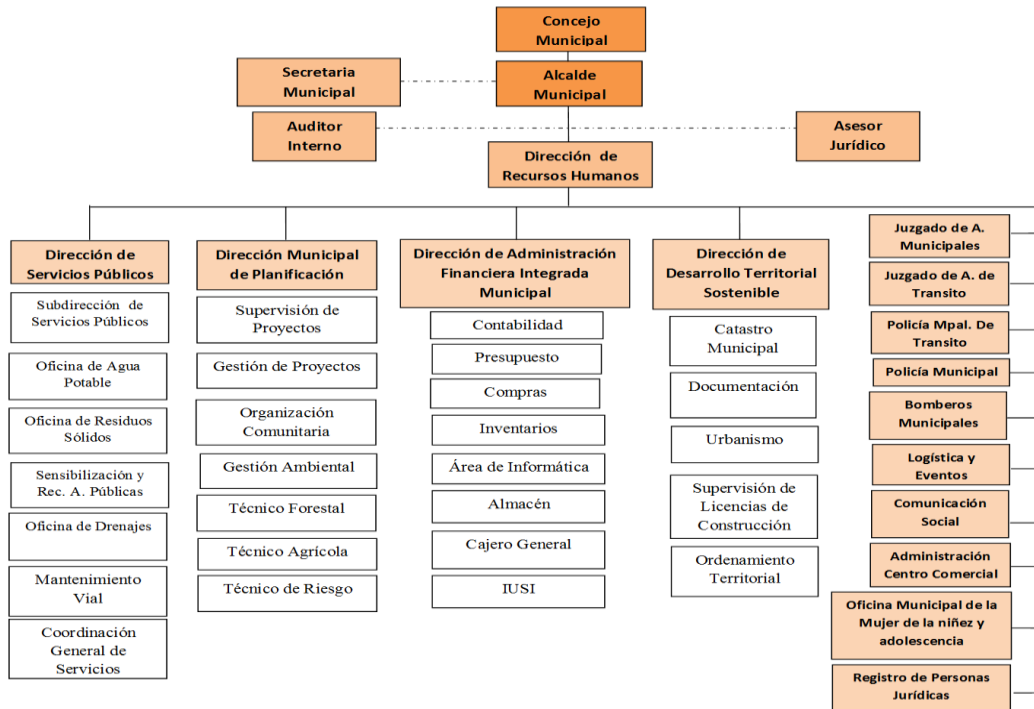 Concejo
Municipal
Secretaria
Municipal
Alcalde
Municipal
Auditor
Interno
Asesor
Jurídico
Dirección de
Recursos Humanos
Dirección de
Servicios Públicos
Subdirección de
Servicios Públicos
Oficina de Agua
Potable
Oficina de Residuos
Sólidos
Sensibilización y
Rec. A. Públicas
Oficina de Drenajes
Mantenimiento
Vial
Coordinación
General de
Servicios
Dirección Municipal
de Planificación
Supervisión de
Proyectos
Gestión de Proyectos
Organización
Comunitaria
Gestión Ambiental
Técnico Forestal
Técnico Agrícola
Técnico de Riesgo
Dirección de Administración
Financiera Integrada
Municipal
Contabilidad
Presupuesto
Compras
Inventarios
Área de Informática
Almacén
Cajero General
IUSI
Dirección de
Desarrollo Territorial
Sostenible
Catastro
Municipal
Documentación
Urbanismo
Supervisión de
Licencias de
Construcción
Ordenamiento
Territorial
Juzgado de A.
Municipales
Juzgado de A. de
Transito
Policía Mpal. De
Transito
Policía Municipal
Bomberos
Municipales
Logística y
Eventos
Comunicación
Social
Administración
Centro Comercial
Oficina Municipal de la
Mujer de la niñez y
adolescencia
Registro de Personas
Jurídicas